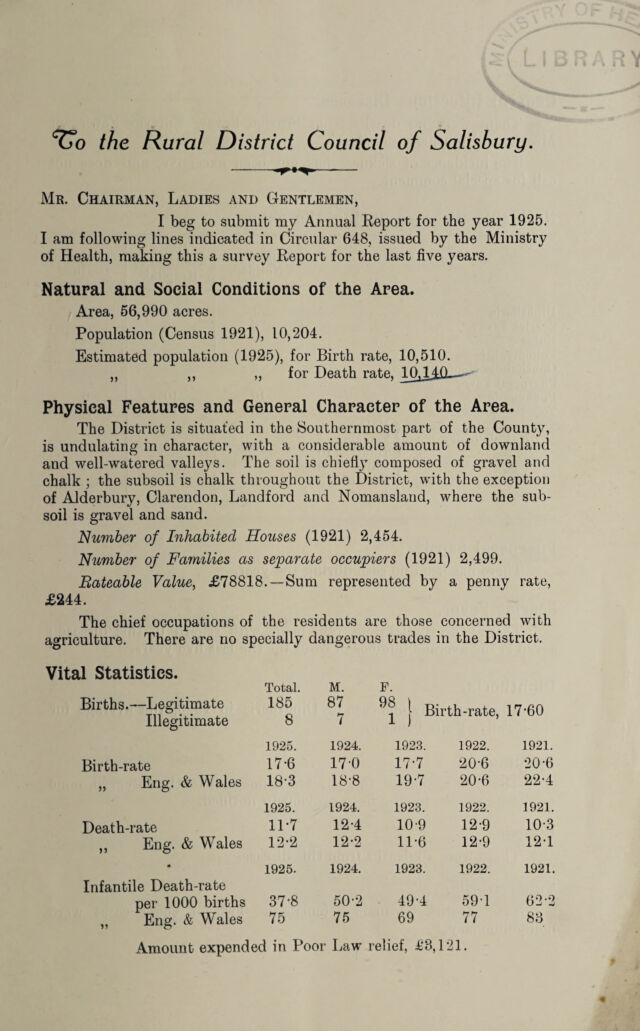 MINISTRY OF HE
LIBRARY
To the Rural District Council of Salisbury.
Mr. Chairman, Ladies and Gentlemen,
I beg to submit my Annual Report for the year 1925.
I am following lines indicated in Circular 648, issued by the Ministry
of Health, making this a survey Report for the last five years.
Natural and Social Conditions of the Area.
Area, 56,990 acres.
Population (Census 1921), 10,204.
Estimated population (1925), for Birth rate, 10,510.
„ „ „ for Death rate, 10,140.
Physical Features and General Character of the Area.
The District is situated in the Southernmost part of the County,
is undulating in character, with a considerable amount of downland
and well-watered valleys. The soil is chiefly composed of gravel and
chalk ; the subsoil is chalk throughout the District, with the exception
of Alderbury, Clarendon, Landford and Nomansland, where the sub-
soil is gravel and sand.
Number of Inhabited Houses (1921) 2,454.
Number of Families as separate occupiers (1921) 2,499.
Rateable Value, £78818.—Sum represented by a penny rate,
£244.
The chief occupations of the residents are those concerned with
agriculture. There are no specially dangerous trades in the District.
Vital Statistics.
Total. M. F.
Births.—Legitimate 185 87 98 } Birth-rate, 17·60
Illegitimate 8 7 1
1925. 1924. 1923. 1922. 1921.
Birth-rate 17·6 17·0 17·7 20·6 20·6
„ Eng. & Wales 18·3 18·8 19·7 20·6 22·4
1925. 1924. 1923. 1922. 1921.
Death-rate 11·7 12·4 10·9 12·9 10·3
„ Eng. & Wales 12·2 12·2 11·6 12·9 12·1
1925. 1924. 1923. 1922. 1921.
Infantile Death-rate
per 1000 births 37·8 50·2 49·4 59·1 62·2
„ Eng. & Wales 75 75 69 77 83
Amount expended in Poor Law relief, £3,121.